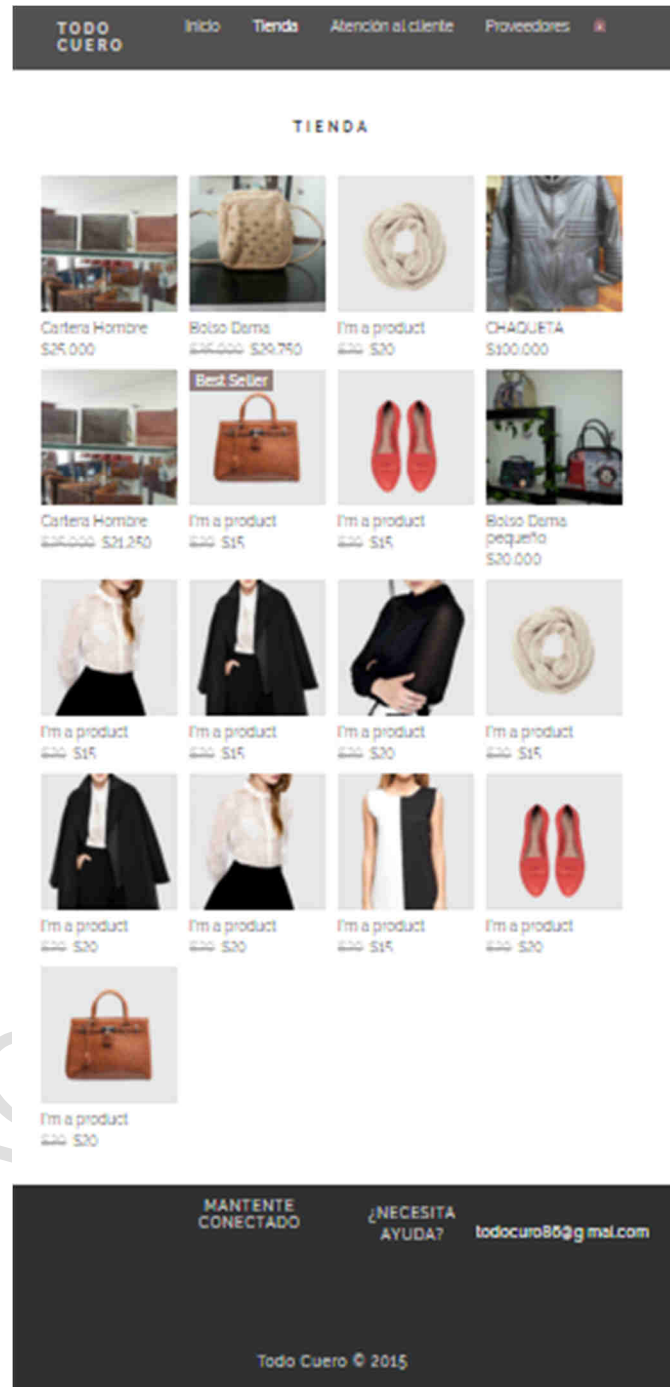 TODO
CUERO
Inicio Tienda Atención al cliente Proveedores
TIENDA
Cartera Hombre
$25.000
Bolso Dama
$35.000 $29.750
I'm a product
$20 $20
CHAQUETA
$100.000
Cartera Hombre
$25.000 $21.250
Best Seller
I'm a product
$20 $15
I'm a product
$20 $15
Bolso Dama
pequeño
$20.000
I'm a product
$20 $15
I'm a product
$20 $15
I'm a product
$20 $20
I'm a product
$20 $15
I'm a product
$20 $20
I'm a product
$20 $20
I'm a product
$20 $15
I'm a product
$20 $20
I'm a product
$20 $20
MANTENTE
CONECTADO
¿NECESITA
AYUDA?
todocuro86@gmal.com
Todo Cuero © 2015